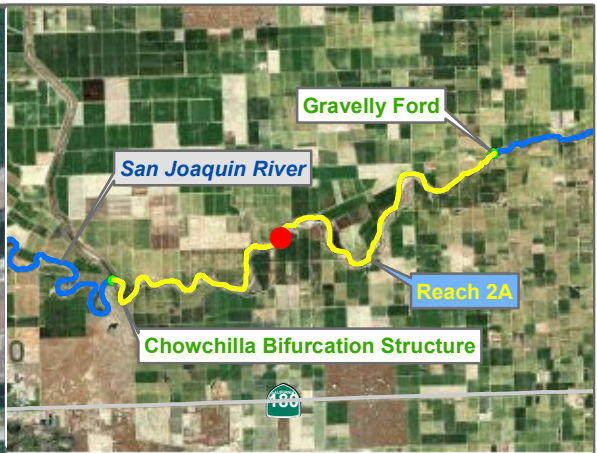 Gravelly Ford
San Joaquin River
Reach 2A
Chowchilla Bifurcation Structure
180